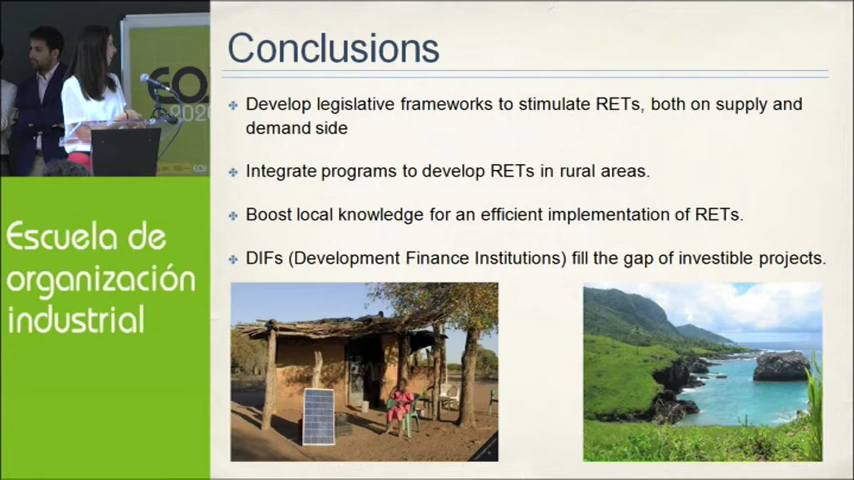 Conclusions
Develop legislative frameworks to stimulate RETs, both on supply and
demand side
Integrate programs to develop RETs in rural areas.
Boost local knowledge for an efficient implementation of RETs.
DIFs (Development Finance Institutions) fill the gap of investible projects.
Escuela de
organización
industrial